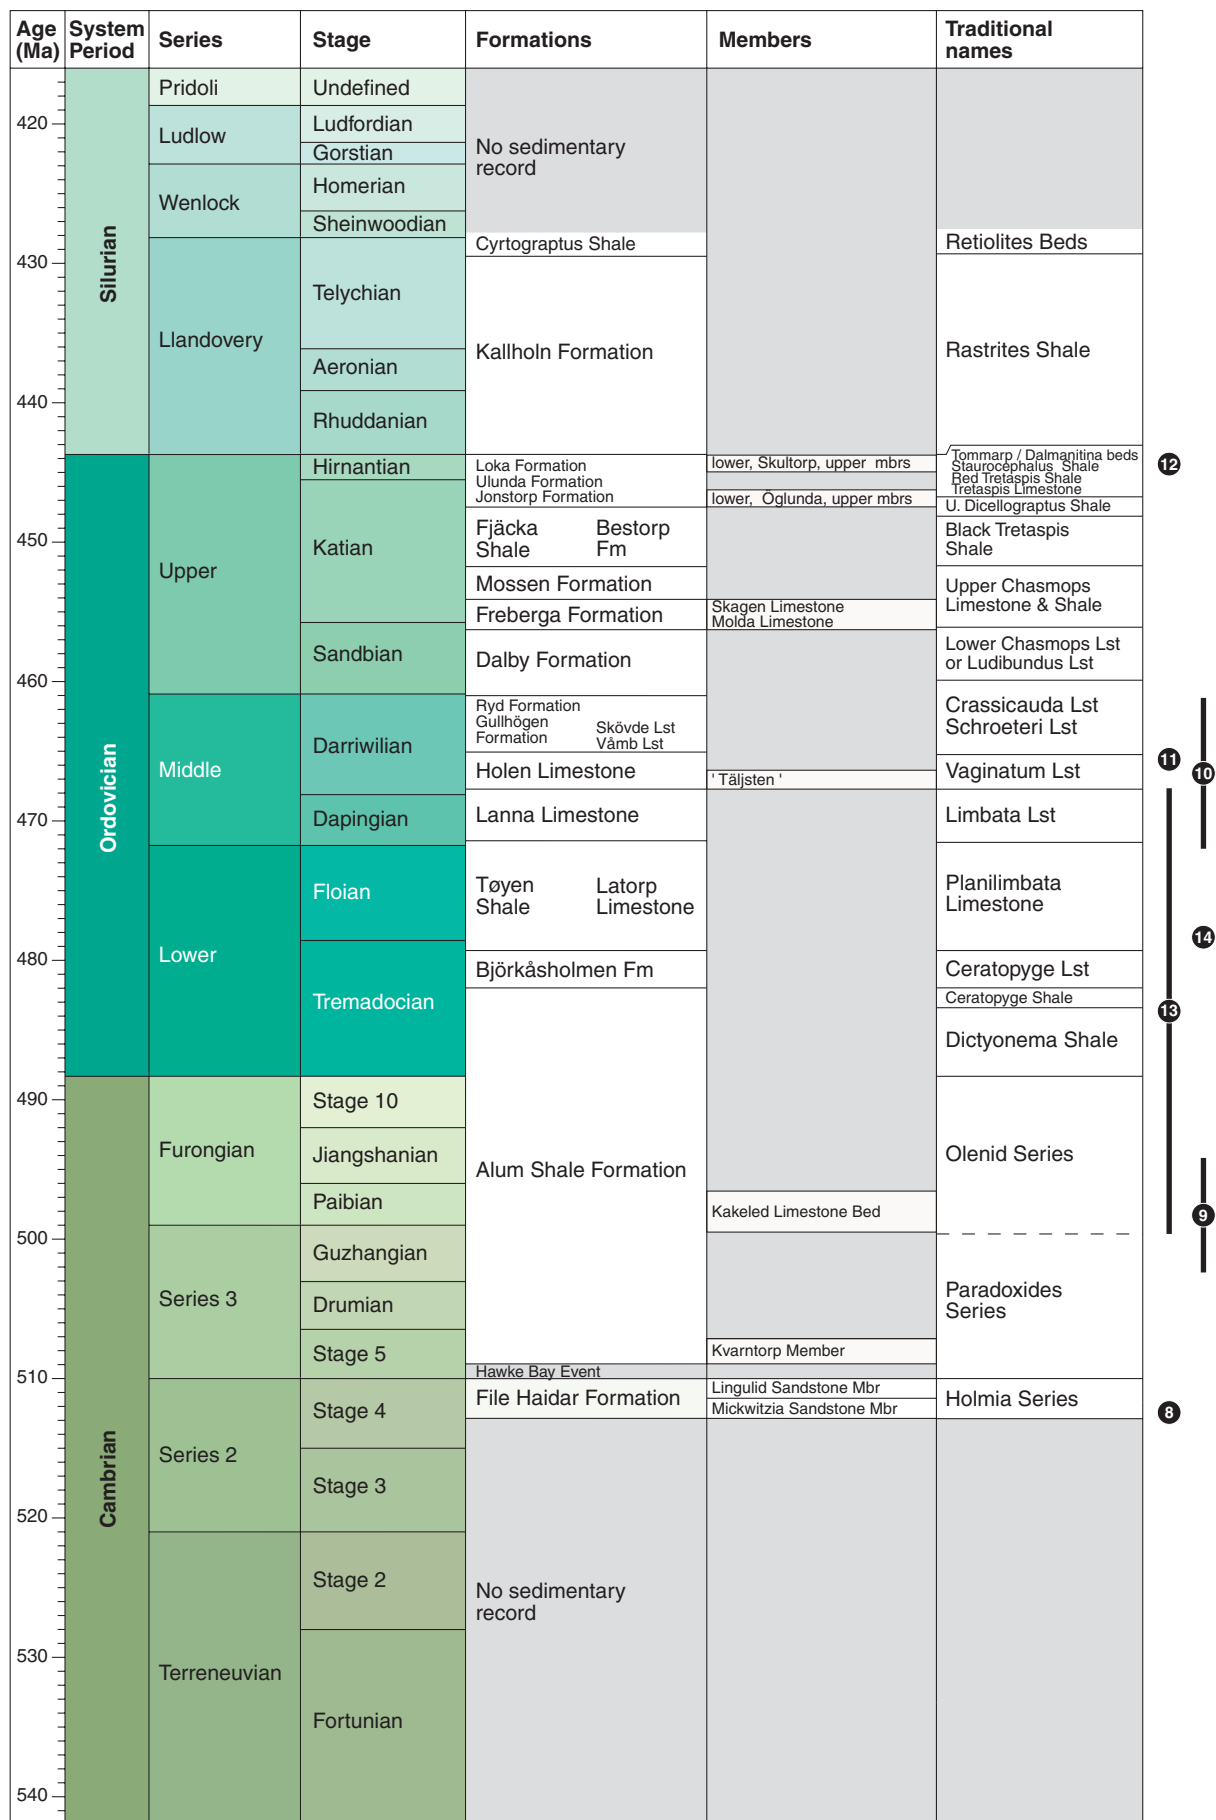 Age
(Ma)
System
Period
Series
Stage
Formations
Members
Traditional
names
420
430
440
450
460
470
480
490
500
510
520
530
540
Silurian
Ordovician
Cambrian
Pridoli
Ludlow
Wenlock
Llandovery
Upper
Middle
Lower
Furongian
Series 3
Series 2
Terreneuvian
Undefined
Ludfordian
Gorstian
Homerian
Sheinwoodian
Telychian
Aeronian
Rhuddanian
Hirnantian
Katian
Sandbian
Darriwilian
Dapingian
Floian
Tremadocian
Stage 10
Jiangshanian
Paibian
Guzhangian
Drumian
Stage 5
Stage 4
Stage 3
Stage 2
Fortunian
No sedimentary
record
Cyrtograptus Shale
Kallholn Formation
Loka Formation
Ulunda Formation
Jonstorp Formation
Fjäcka
Shale
Bestorp
Fm
Mossen Formation
Freberga Formation
Dalby Formation
Ryd Formation
Gullhögen
Formation
Skövde Lst
Våmb Lst
Holen Limestone
Lanna Limestone
Tøyen
Shale
Latorp
Limestone
Björkåsholmen Fm
Alum Shale Formation
Hawke Bay Event
File Haidar Formation
No sedimentary
record
lower, Skultorp, upper mbrs
lower, Öglunda, upper mbrs
Skagen Limestone
Molda Limestone
' Täljsten '
Kakeled Limestone Bed
Kvarntorp Member
Lingulid Sandstone Mbr
Mickwitzia Sandstone Mbr
Retiolites Beds
Rastrites Shale
Tommarp / Dalmanitina beds
Staurocephalus Shale
Red Tretaspis Shale
Tretaspis Limestone
U. Dicellograptus Shale
Black Tretaspis
Shale
Upper Chasmops
Limestone & Shale
Lower Chasmops Lst
or Ludibundus Lst
Crassicauda Lst
Schroeteri Lst
Vaginatum Lst
Limbata Lst
Planilimbata
Limestone
Ceratopyge Lst
Ceratopyge Shale
Dictyonema Shale
Olenid Series
Paradoxides
Series
Holmia Series
12
11
10
14
13
9
8